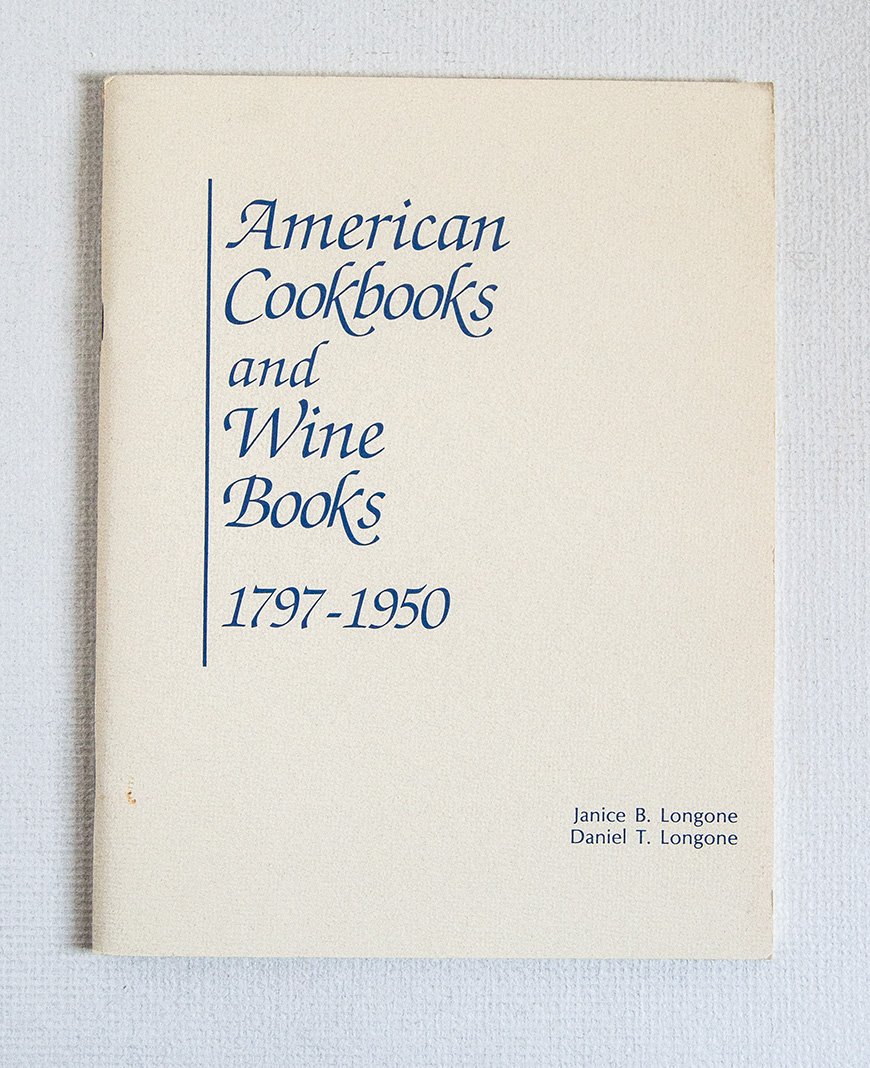 American
Cookbooks
and
Wine
Books
1797-1950
Janice B. Longone
Daniel T. Longone